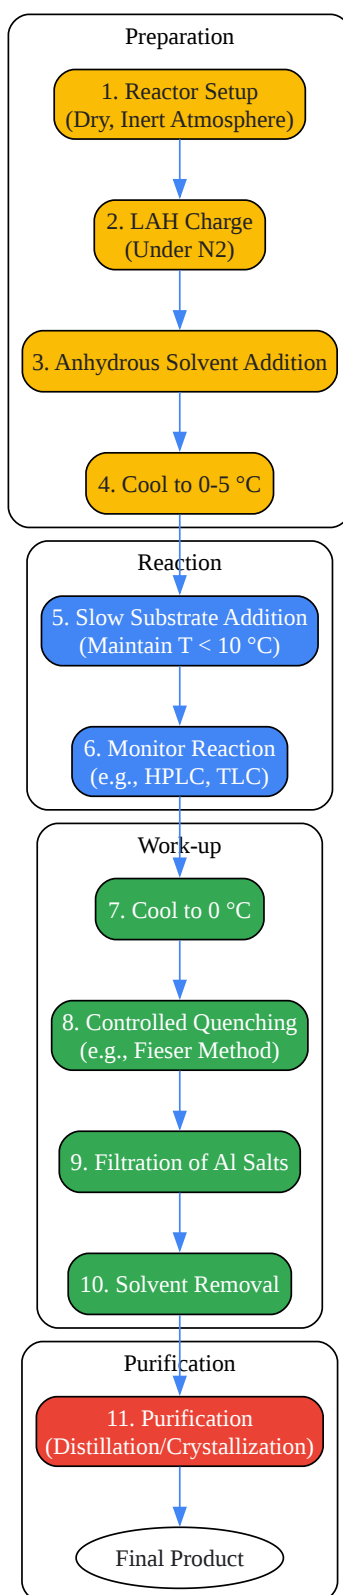 Preparation
1. Reactor Setup
(Dry, Inert Atmosphere)
2. LAH Charge
(Under N2)
3. Anhydrous Solvent Addition
4. Cool to 0-5 °C
Reaction
5. Slow Substrate Addition
(Maintain T < 10 °C)
6. Monitor Reaction
(e.g., HPLC, TLC)
Work-up
7. Cool to 0 °C
8. Controlled Quenching
(e.g., Fieser Method)
9. Filtration of Al Salts
10. Solvent Removal
Purification
11. Purification
(Distillation/Crystallization)
Final Product